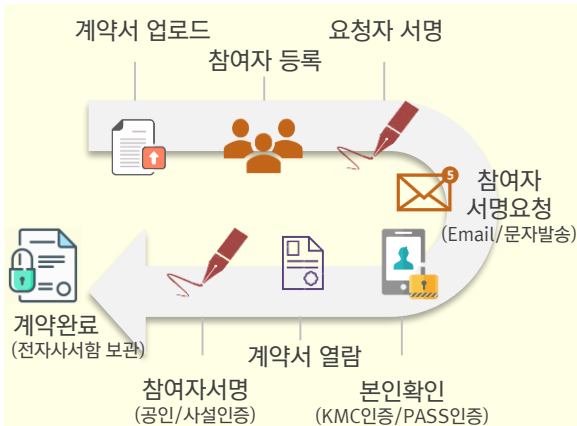 계약서 업로드
참여자 등록
요청자 서명
5
참여자
서명요청
(Email/문자발송)
본인확인
(KMC인증/PASS인증)
계약서 열람
참여자서명
(공인/사설인증)
계약완료
(전자사서함 보관)